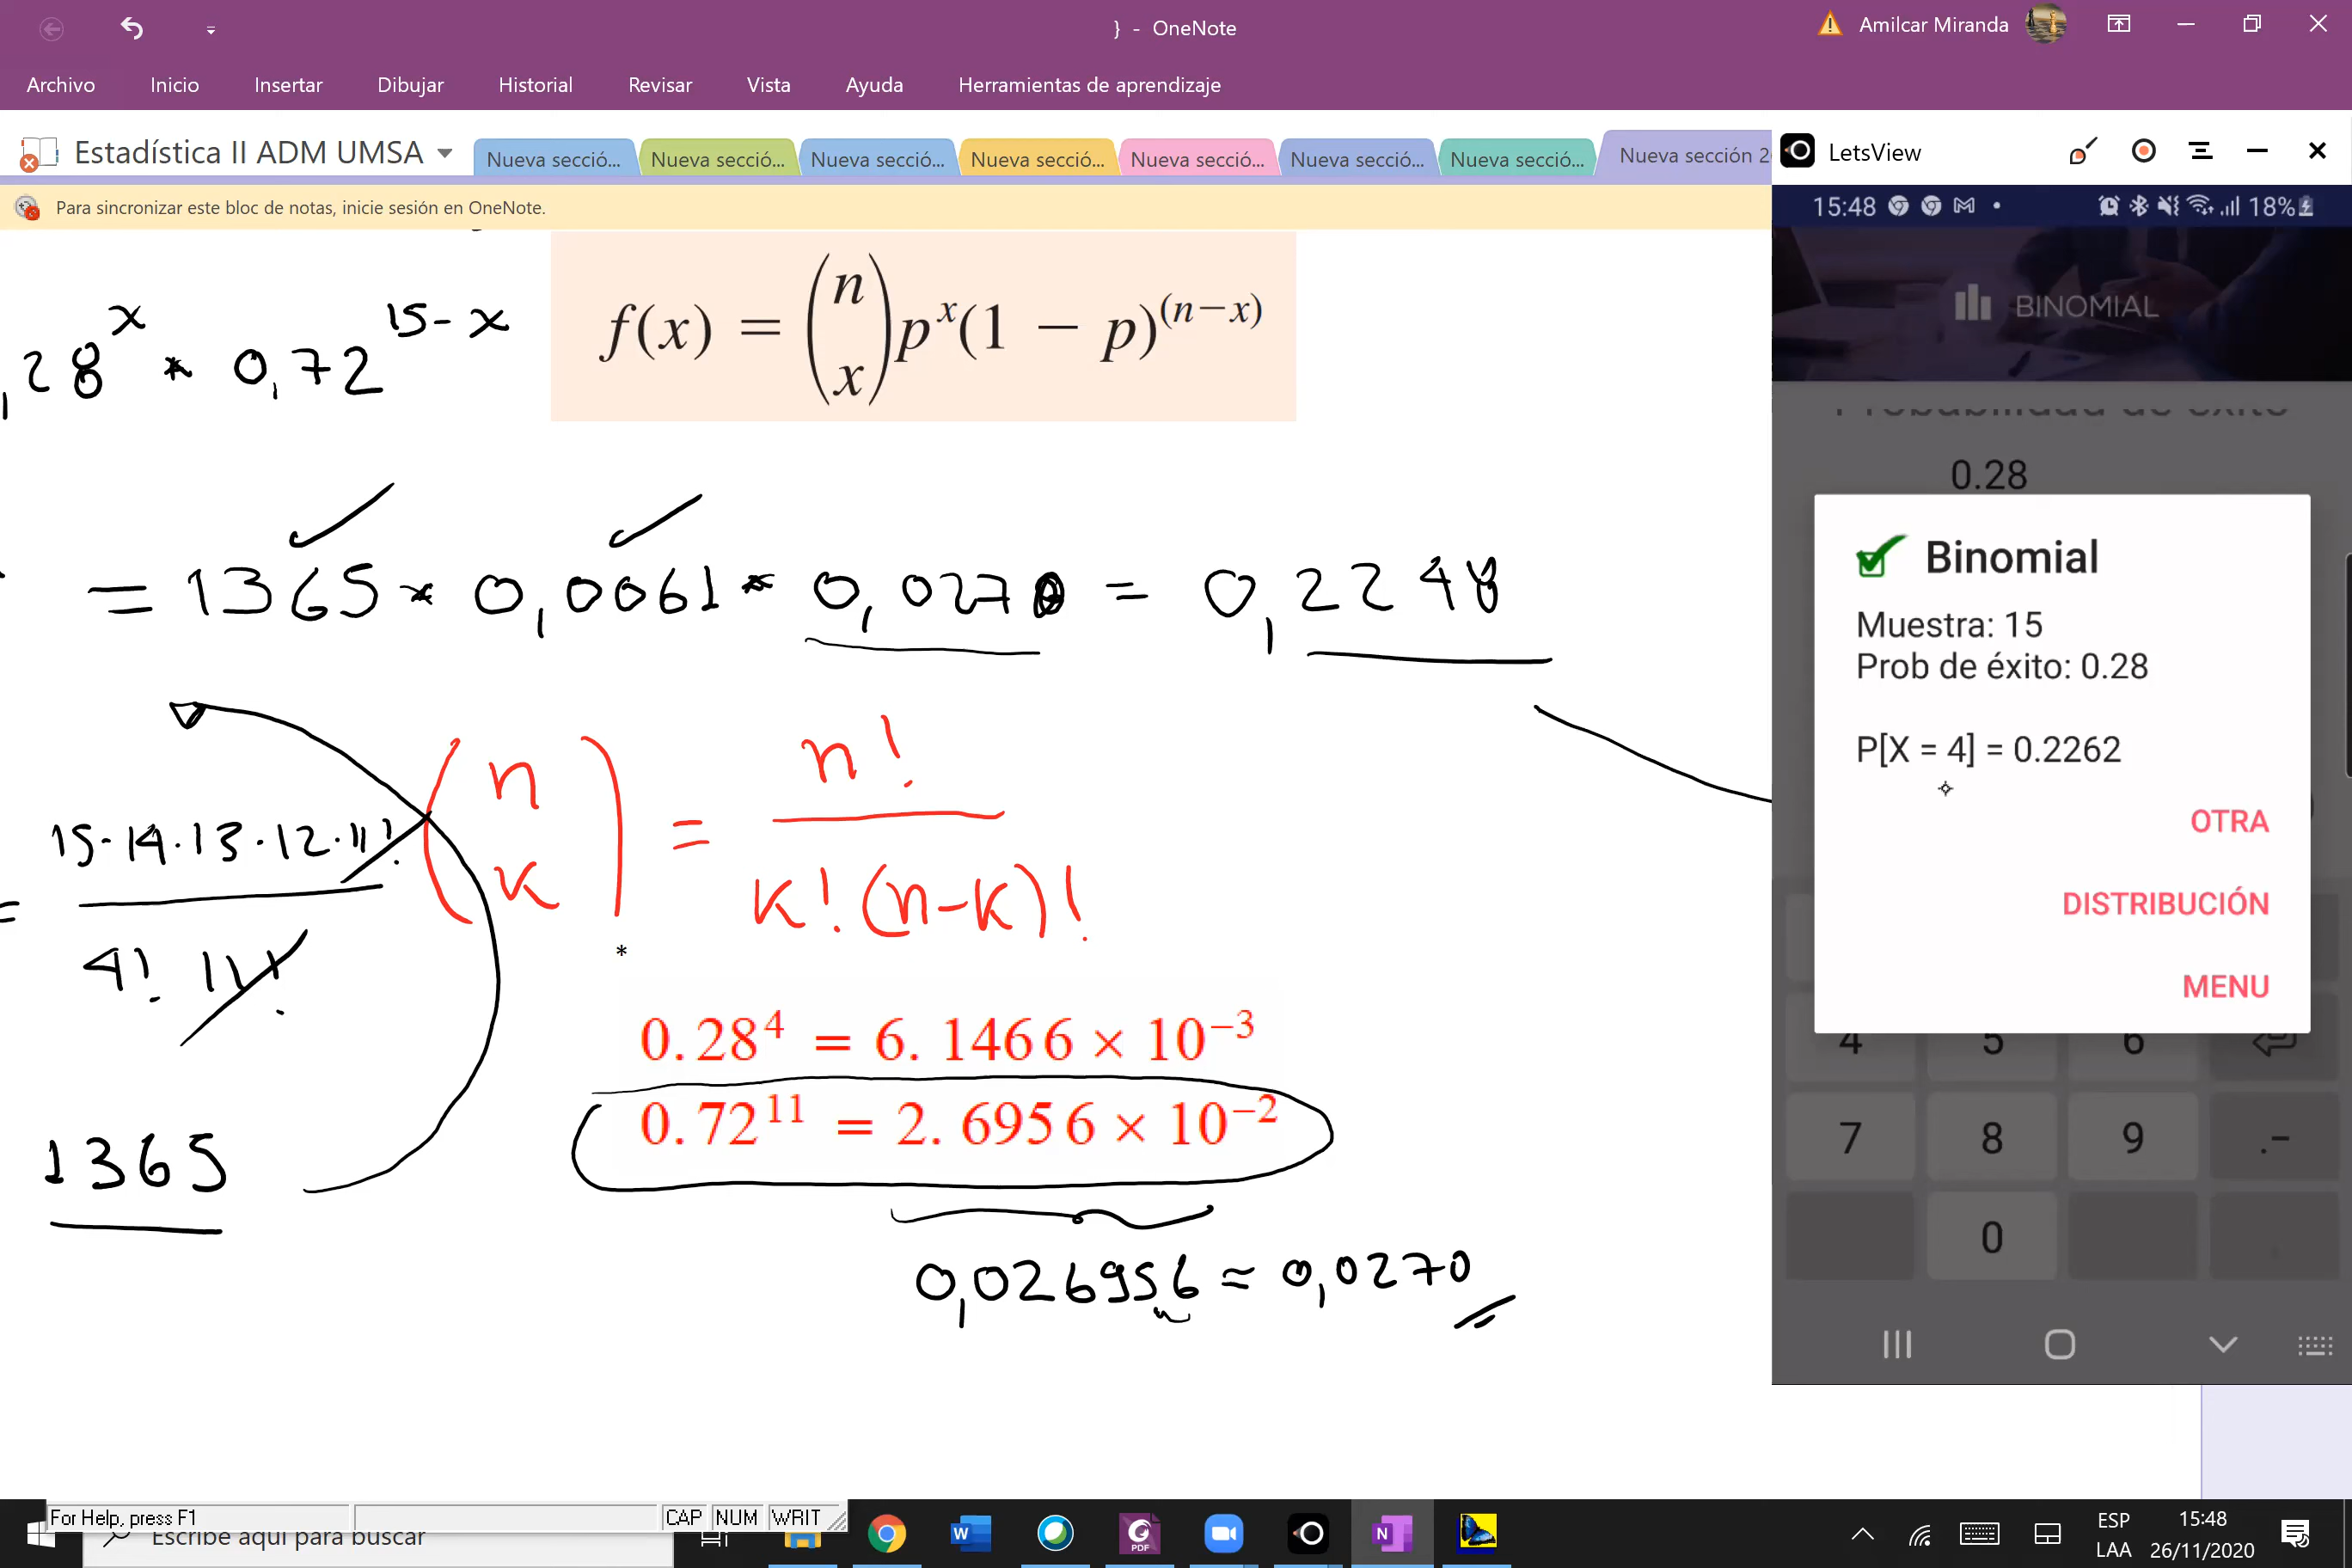 } - OneNote
Amilcar Miranda
Archivo Inicio Insertar Dibujar Historial Revisar Vista Ayuda Herramientas de aprendizaje
Estadística II ADM UMSA
Nueva secció... Nueva secció... Nueva secció... Nueva secció... Nueva secció... Nueva secció... Nueva secció... Nueva sección 2
Para sincronizar este bloc de notas, inicie sesión en OneNote.
,28^x * 0,72^15-x
f(x) = (n x) p^x (1 − p)^(n−x)
= 1365 * 0,0061 * 0,0270 = 0,2248
(n k) = n! / k! (n-k)!
= 15·14·13·12·11! / 4! 11!
*
1365
0.28^4 = 6.1466 × 10^−3
0.72^11 = 2.6956 × 10^−2
0,026956 ≈ 0,0270
LetsView
15:48 18%
BINOMIAL
Probabilidad de éxito
0.28
Binomial
Muestra: 15
Prob de éxito: 0.28
P[X = 4] = 0.2262
OTRA
DISTRIBUCIÓN
MENU
4 5 6
7 8 9 .-
0
For Help, press F1 CAP NUM WRIT
Escribe aquí para buscar
ESP
LAA
15:48
26/11/2020